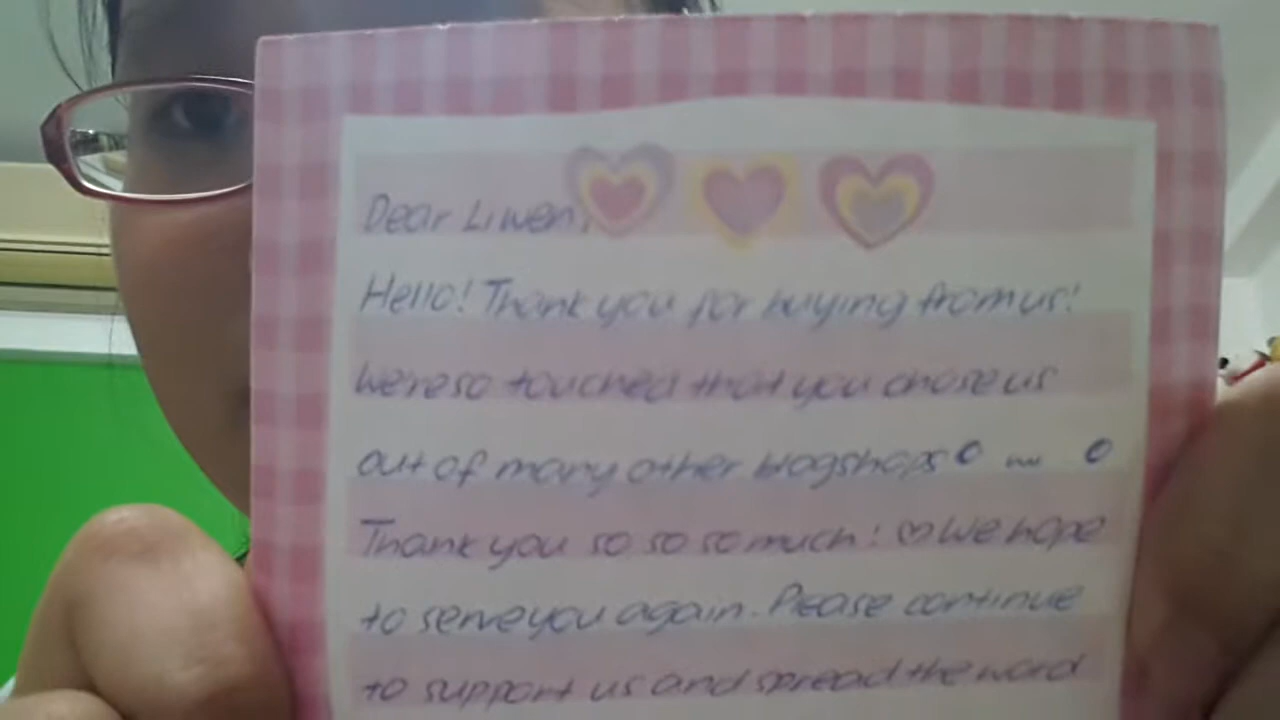 Dear Liwen,
Hello! Thank you for buying from us!
We're so touched that you chose us
out of many other blogshops
Thank you so so so much! ♡ We hope
to serve you again. Please continue
to support us and spread the word